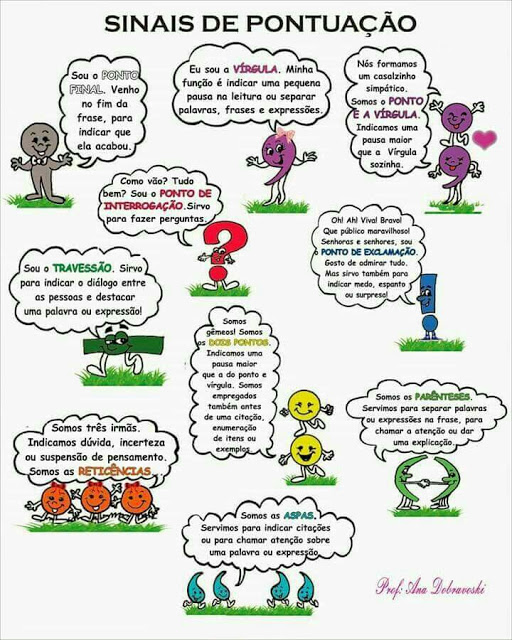 SINAIS DE PONTUAÇÃO
Sou o PONTO
FINAL. Venho
no fim da
frase, para
indicar que
ela acabou.
Eu sou a VÍRGULA. Minha
função é indicar uma pequena
pausa na leitura ou separar
palavras, frases e expressões.
Nós formamos
um casalzinho
simpático.
Somos o PONTO
E A VÍRGULA.
Indicamos uma
pausa maior
que a Vírgula
sozinha.
Como vão? Tudo
bem? Sou o PONTO DE
INTERROGAÇÃO.Sirvo
para fazer perguntas.
Oh! Ah! Viva! Bravo!
Que público maravilhoso!
Senhoras e senhores, sou
o PONTO DE EXCLAMAÇÃO.
Gosto de admirar tudo.
Mas sirvo também para
indicar medo, espanto
ou surpresa!
Sou o TRAVESSÃO. Sirvo
para indicar o diálogo entre
as pessoas e destacar
uma palavra ou expressão!
Somos
gêmeos! Somos
os DOIS PONTOS.
Indicamos uma
pausa maior
que a do ponto e
vírgula. Somos
empregados
também antes
de uma citação,
enumeração
de itens ou
exemplos
Somos os PARÊNTESES.
Servimos para separar palavras
ou expressões na frase, para
chamar a atenção ou dar
uma explicação.
Somos três irmãs.
Indicamos dúvida, incerteza
ou suspensão de pensamento.
Somos as RETICÊNCIAS...
Somos as ASPAS.
Servimos para indicar citações
ou para chamar atenção sobre
uma palavra ou expressão
Prof: Ana Dobravoski